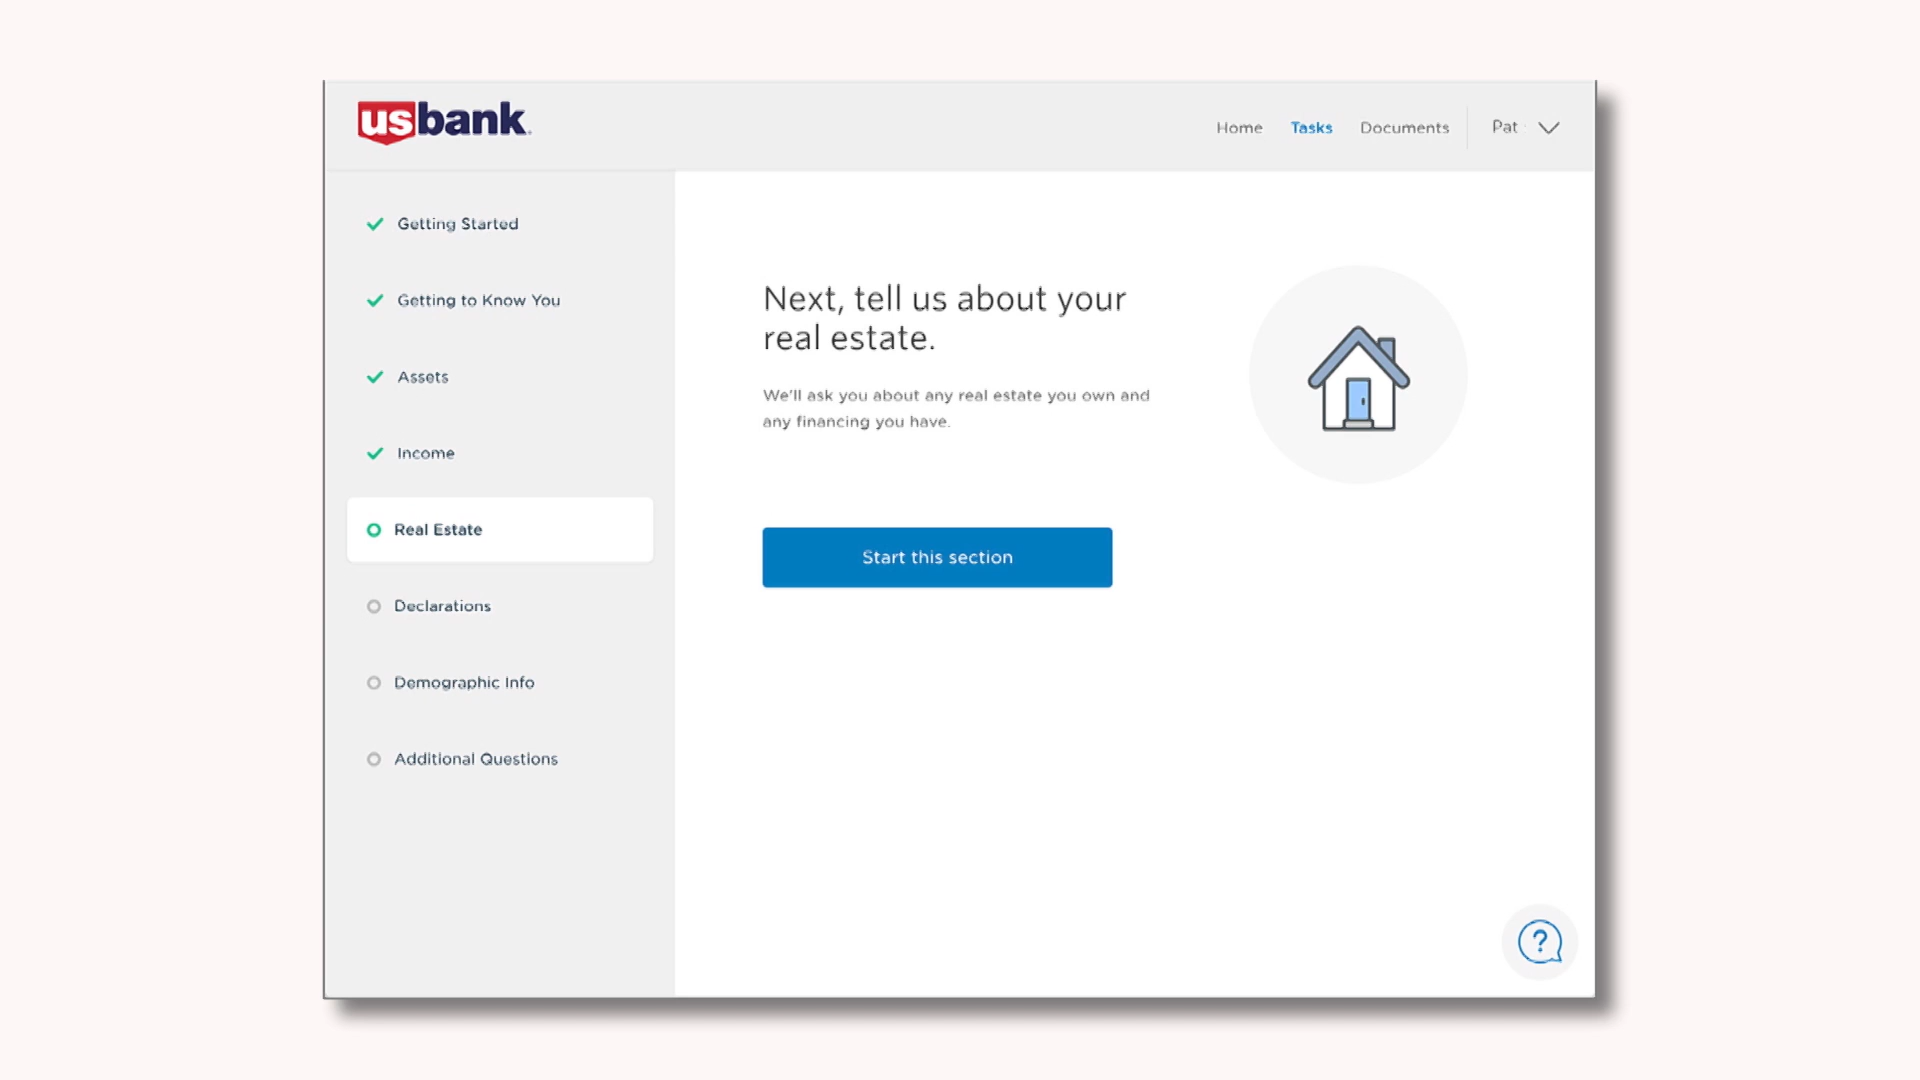 usbank
Home Tasks Documents Pat
Getting Started
Getting to Know You
Assets
Income
Real Estate
Declarations
Demographic Info
Additional Questions
Next, tell us about your
real estate.
We'll ask you about any real estate you own and
any financing you have.
Start this section
?